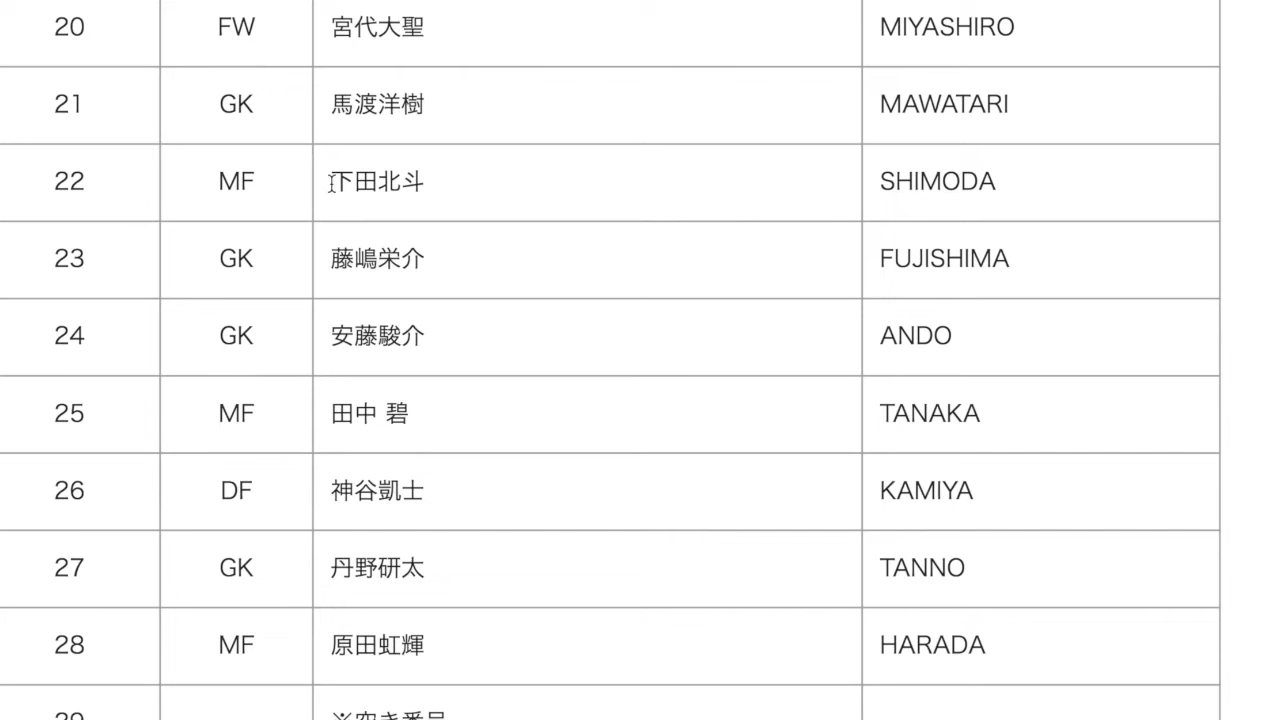 20 FW 宮代大聖 MIYASHIRO
21 GK 馬渡洋樹 MAWATARI
22 MF 下田北斗 SHIMODA
23 GK 藤嶋栄介 FUJISHIMA
24 GK 安藤駿介 ANDO
25 MF 田中 碧 TANAKA
26 DF 神谷凱士 KAMIYA
27 GK 丹野研太 TANNO
28 MF 原田虹輝 HARADA
29 ※空き番号